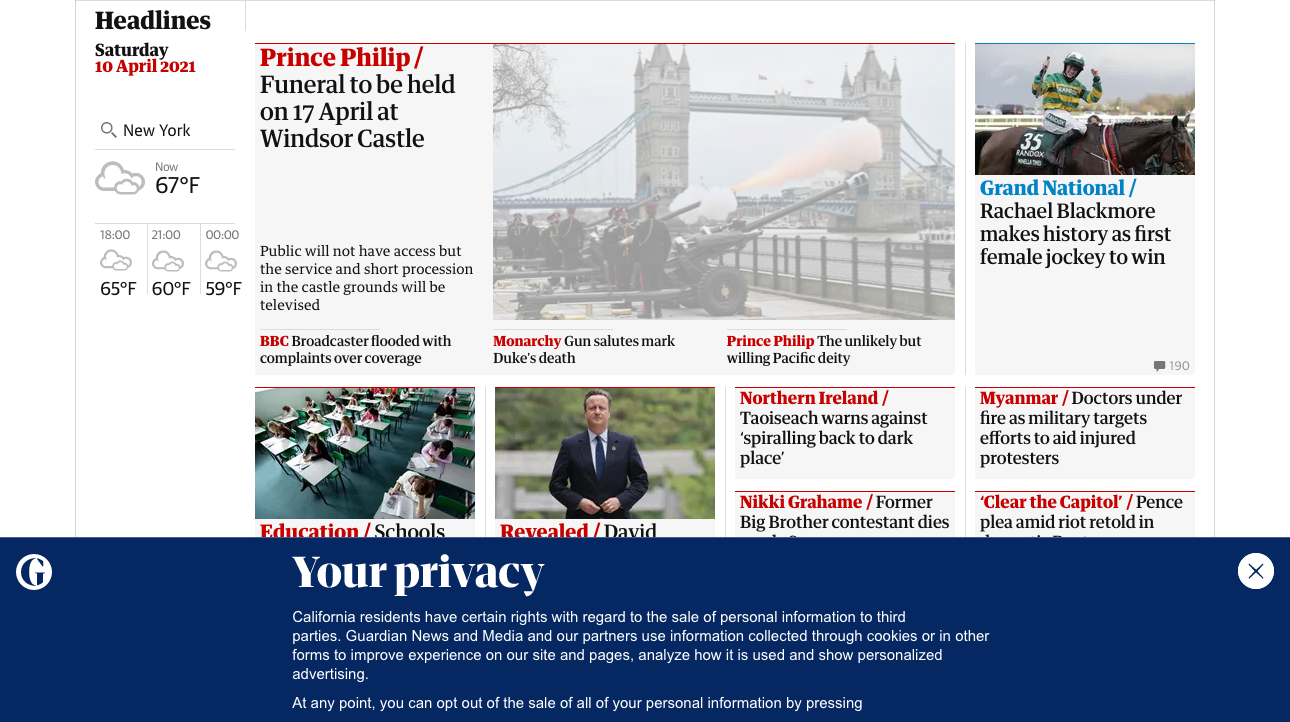 Headlines
Saturday
10 April 2021
New York
Now
67°F
18:00
21:00
00:00
65°F
60°F
59°F
Prince Philip /
Funeral to be held
on 17 April at
Windsor Castle
Public will not have access but
the service and short procession
in the castle grounds will be
televised
BBC Broadcaster flooded with
complaints over coverage
Monarchy Gun salutes mark
Duke's death
Prince Philip The unlikely but
willing Pacific deity
35
RANDOX
MINELLA TIMES
RANDOX
Grand National /
Rachael Blackmore
makes history as first
female jockey to win
190
Education / Schools
Revealed / David
Northern Ireland /
Taoiseach warns against
‘spiralling back to dark
place’
Myanmar / Doctors under
fire as military targets
efforts to aid injured
protesters
Nikki Grahame / Former
Big Brother contestant dies
‘Clear the Capitol’ / Pence
plea amid riot retold in
Your privacy
California residents have certain rights with regard to the sale of personal information to third
parties. Guardian News and Media and our partners use information collected through cookies or in other
forms to improve experience on our site and pages, analyze how it is used and show personalized
advertising.
At any point, you can opt out of the sale of all of your personal information by pressing